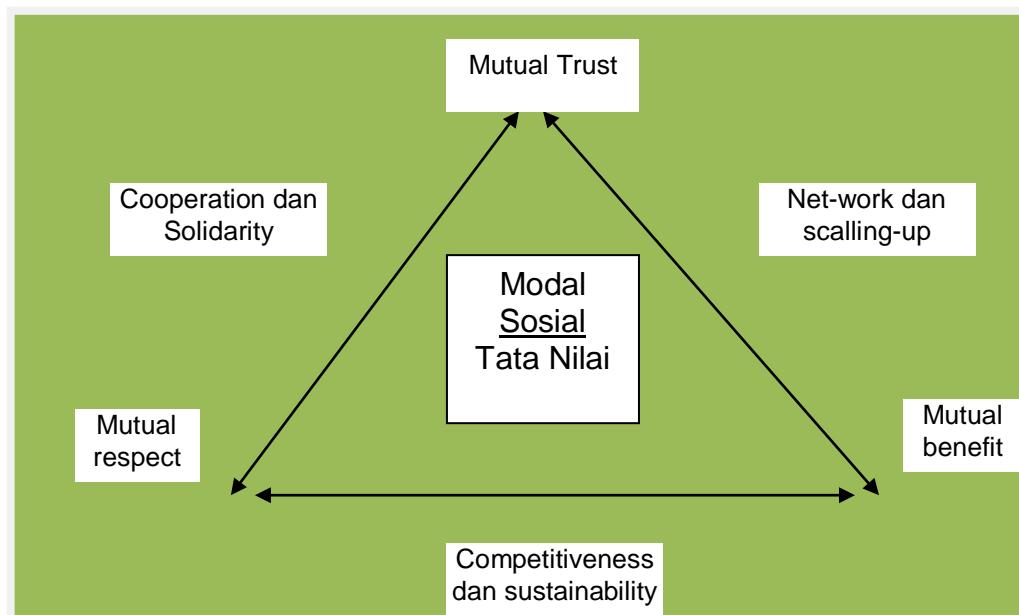 Mutual Trust
Cooperation dan
Solidarity
Net-work dan
scalling-up
Modal
Sosial
Tata Nilai
Mutual
respect
Mutual
benefit
Competitiveness
dan sustainability